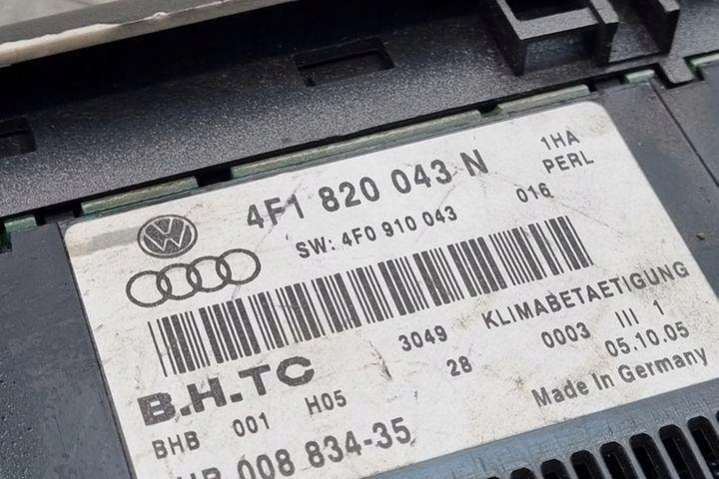 4F1 820 043 N
1HA
PERL
SW: 4F0 910 043
016
3049
KLIMABETAETIGUNG
B.H.TC
28
0003
III 1
05.10.05
BHB 001 H05
Made In Germany
008 834-35